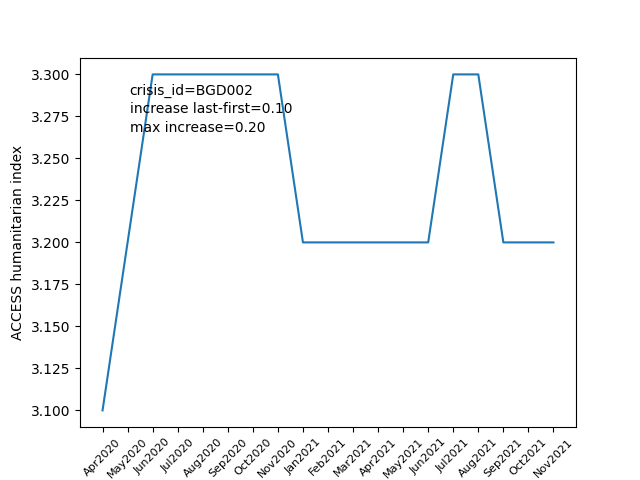 3.300
3.275
3.250
3.225
3.200
3.175
3.150
3.125
3.100
ACCESS humanitarian index
crisis_id=BGD002
increase last-first=0.10
max increase=0.20
Apr2020
May2020
Jun2020
Jul2020
Aug2020
Sep2020
Oct2020
Nov2020
Jan2021
Feb2021
Mar2021
Apr2021
May2021
Jun2021
Jul2021
Aug2021
Sep2021
Oct2021
Nov2021